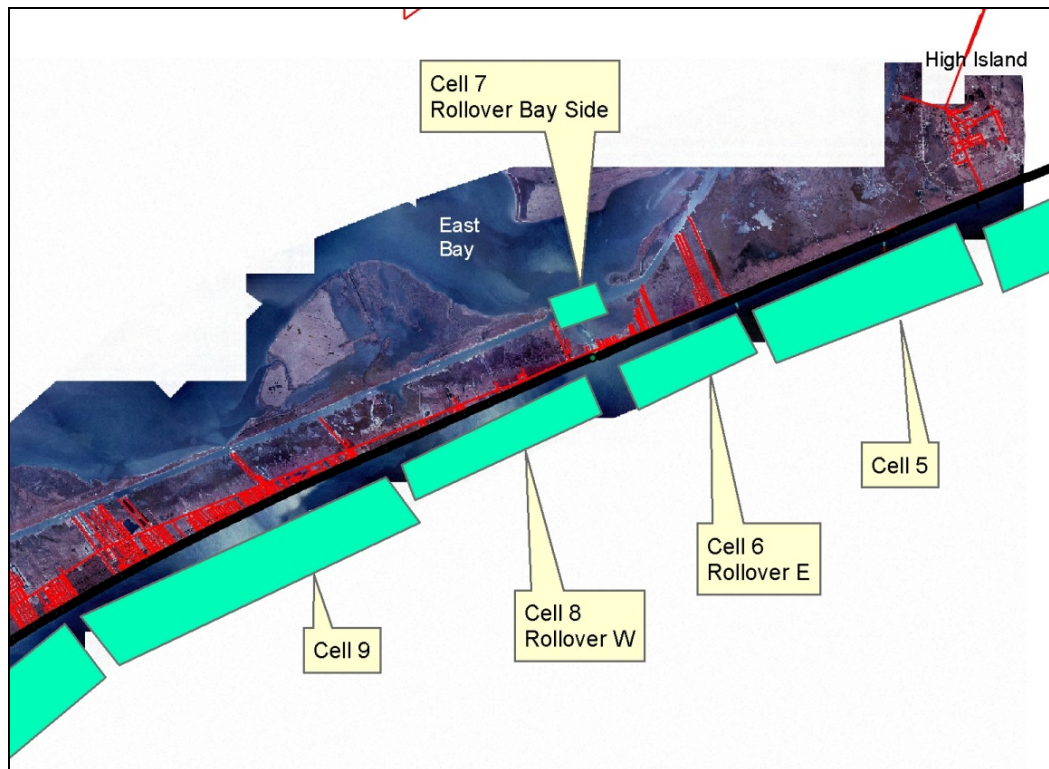 High Island
Cell 7
Rollover Bay Side
East
Bay
Cell 5
Cell 6
Rollover E
Cell 8
Rollover W
Cell 9